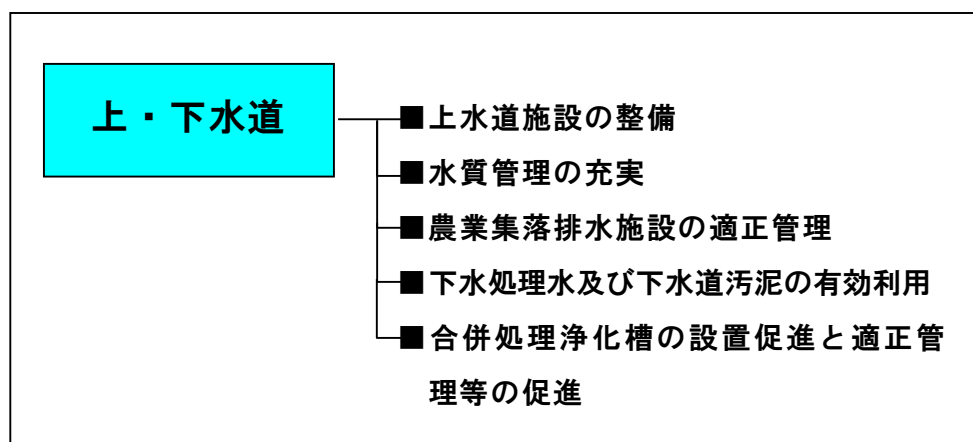 上・下水道
■上水道施設の整備
■水質管理の充実
■農業集落排水施設の適正管理
■下水処理水及び下水道汚泥の有効利用
■合併処理浄化槽の設置促進と適正管
理等の促進